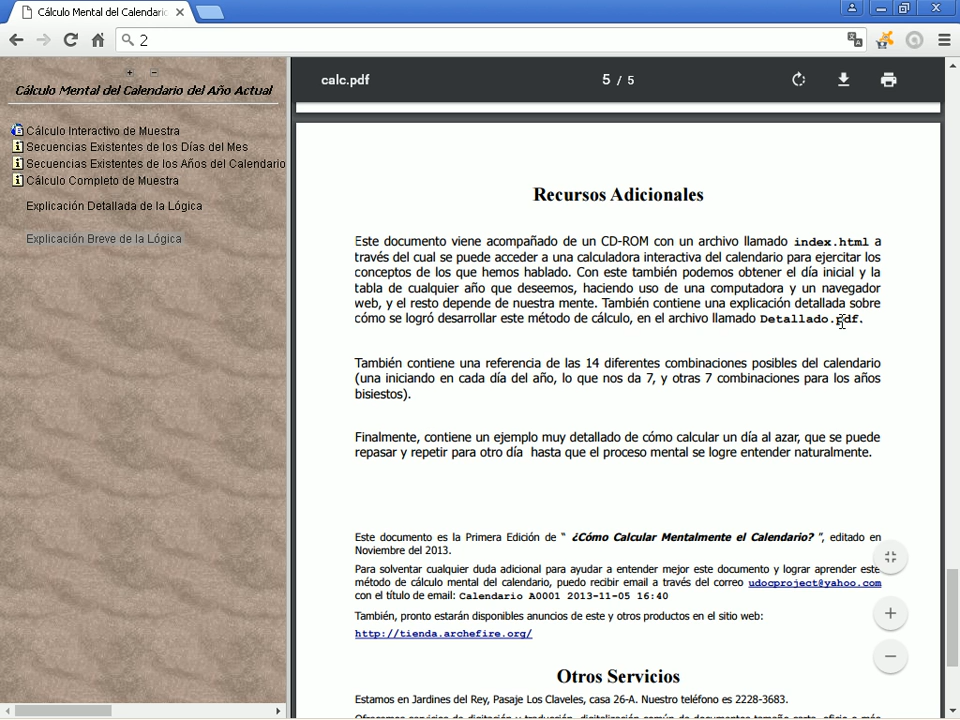 Cálculo Mental del Calendario
2
+ −
Cálculo Mental del Calendario del Año Actual
Cálculo Interactivo de Muestra
Secuencias Existentes de los Días del Mes
Secuencias Existentes de los Años del Calendario
Cálculo Completo de Muestra
Explicación Detallada de la Lógica
Explicación Breve de la Lógica
calc.pdf
5 / 5
Recursos Adicionales
Este documento viene acompañado de un CD-ROM con un archivo llamado index.html a
través del cual se puede acceder a una calculadora interactiva del calendario para ejercitar los
conceptos de los que hemos hablado. Con este también podemos obtener el día inicial y la
tabla de cualquier año que deseemos, haciendo uso de una computadora y un navegador
web, y el resto depende de nuestra mente. También contiene una explicación detallada sobre
cómo se logró desarrollar este método de cálculo, en el archivo llamado Detallado.pdf.
También contiene una referencia de las 14 diferentes combinaciones posibles del calendario
(una iniciando en cada día del año, lo que nos da 7, y otras 7 combinaciones para los años
bisiestos).
Finalmente, contiene un ejemplo muy detallado de cómo calcular un día al azar, que se puede
repasar y repetir para otro día hasta que el proceso mental se logre entender naturalmente.
Este documento es la Primera Edición de “ ¿Cómo Calcular Mentalmente el Calendario? ”, editado en
Noviembre del 2013.
Para solventar cualquier duda adicional para ayudar a entender mejor este documento y lograr aprender este
método de cálculo mental del calendario, puedo recibir email a través del correo udocproject@yahoo.com
con el título de email: Calendario A0001 2013-11-05 16:40
También, pronto estarán disponibles anuncios de este y otros productos en el sitio web:
http://tienda.archefire.org/
Otros Servicios
Estamos en Jardines del Rey, Pasaje Los Claveles, casa 26-A. Nuestro teléfono es 2228-3683.